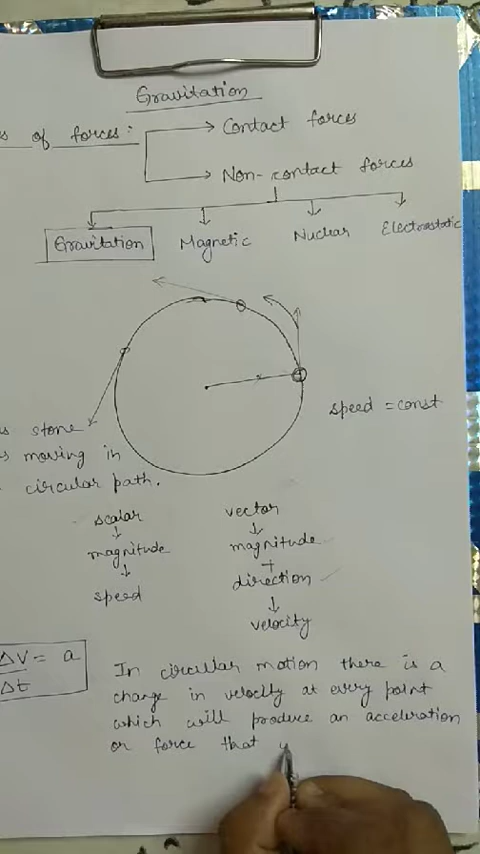 Gravitation
s of forces:
Contact forces
Non-contact forces
Gravitation Magnetic Nuclear Electrostatic
speed = const
stone
moving in
circular path.
scalar vector
magnitude magnitude
+
direction
speed
velocity
ΔV = a
Δt
In circular motion there is a
change in velocity at every point
which will produce an acceleration
or force that